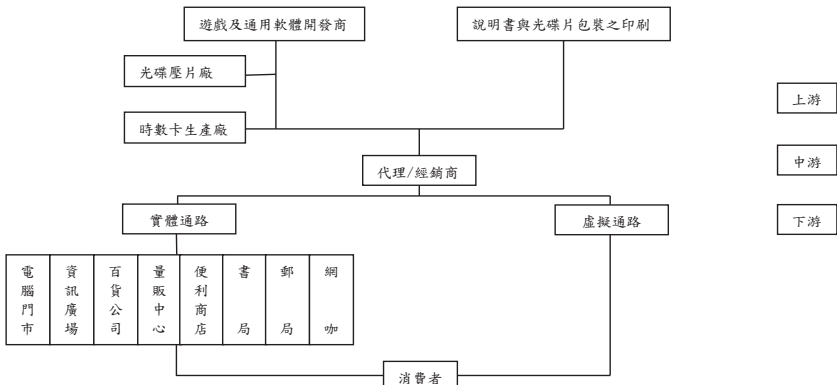 遊戲及通用軟體開發商
說明書與光碟片包裝之印刷
光碟壓片廠
上游
時數卡生產廠
中游
代理/經銷商
實體通路
虛擬通路
下游
電腦門市
資訊廣場
百貨公司
量販中心
便利商店
書局
郵局
網咖
消費者